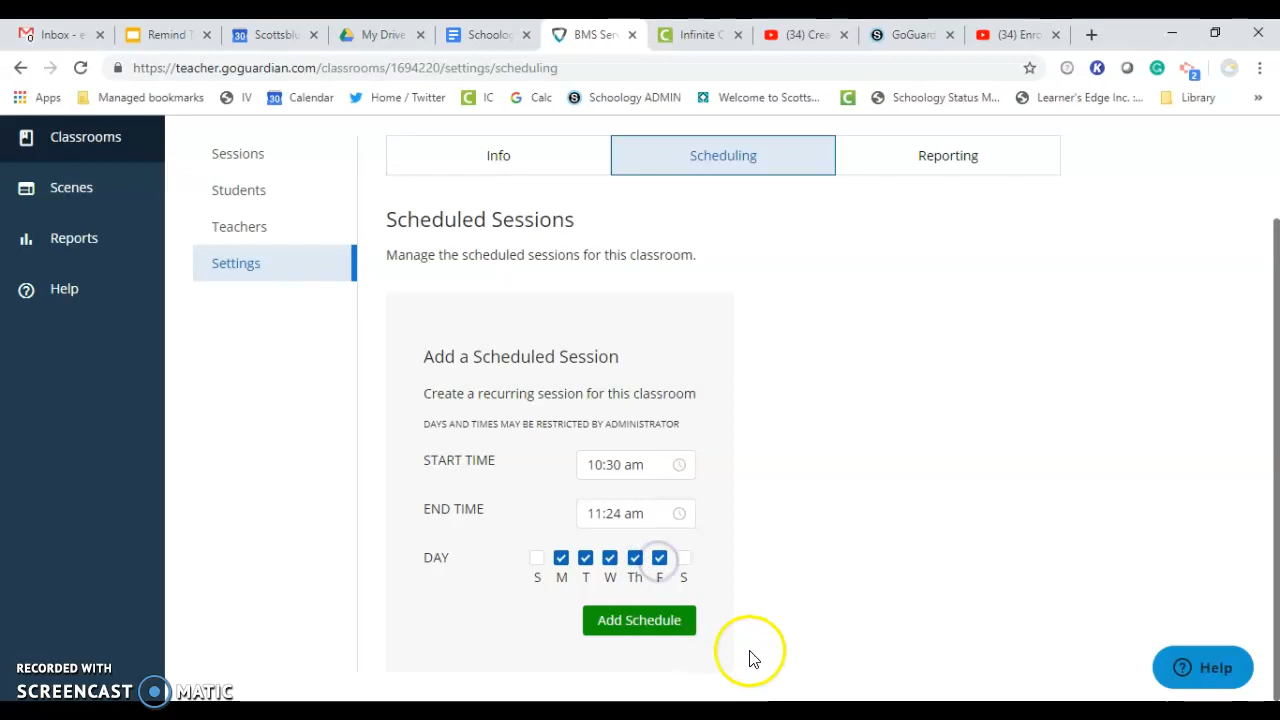 Inbox - e
Remind T
30 Scottsblu
My Drive
Schoolog
BMS Serv
Infinite C
(34) Crea
GoGuard
(34) Enro
https://teacher.goguardian.com/classrooms/1694220/settings/scheduling
2
Apps
Managed bookmarks
IV
30 Calendar
Home / Twitter
IC
Calc
Schoology ADMIN
Welcome to Scotts...
Schoology Status M...
Learner's Edge Inc. :...
Library
»
Classrooms
Scenes
Reports
Help
Sessions
Students
Teachers
Settings
Info
Scheduling
Reporting
Scheduled Sessions
Manage the scheduled sessions for this classroom.
Add a Scheduled Session
Create a recurring session for this classroom
DAYS AND TIMES MAY BE RESTRICTED BY ADMINISTRATOR
START TIME 10:30 am
END TIME 11:24 am
DAY
S M T W Th F S
Add Schedule
Help
RECORDED WITH
SCREENCAST MATIC